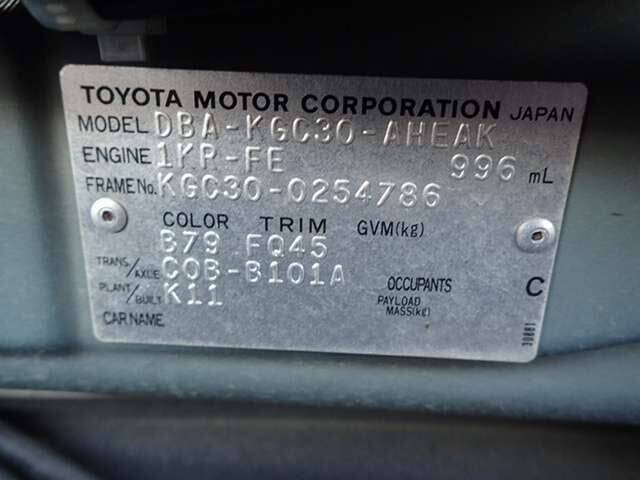 TOYOTA MOTOR CORPORATION JAPAN
MODEL DBA-KGC30-AHEAK
ENGINE 1KR-FE 996 mL
FRAME No. KGC30-0254786
COLOR TRIM GVM(kg)
B79 FQ45
TRANS./AXLE C0B-B101A OCCUPANTS C
PLANT/BUILT K11 PAYLOAD MASS(kg)
CAR NAME